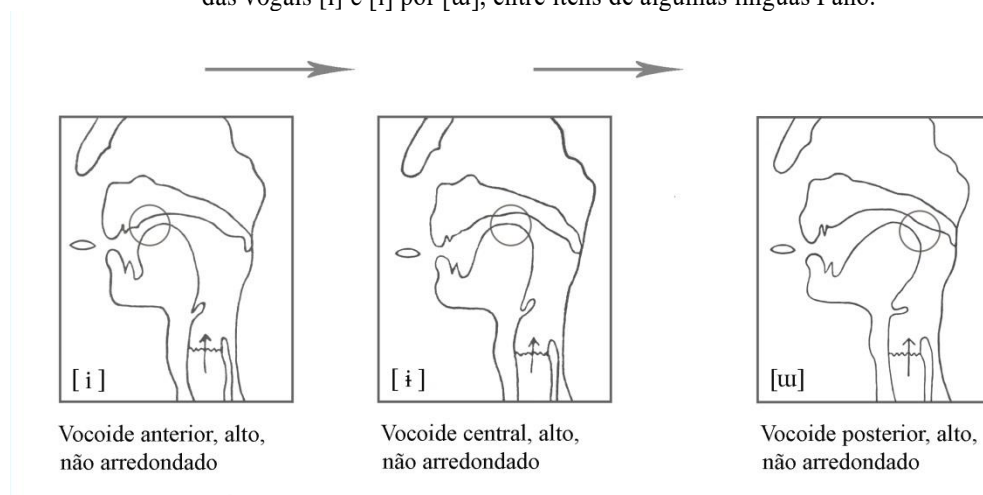 das vogais [i] e [ɨ] por [ɯ], entre itens de algumas línguas Pano.
[ i ]
[ ɨ ]
[ɯ]
Vocoide anterior, alto,
não arredondado
Vocoide central, alto,
não arredondado
Vocoide posterior, alto,
não arredondado